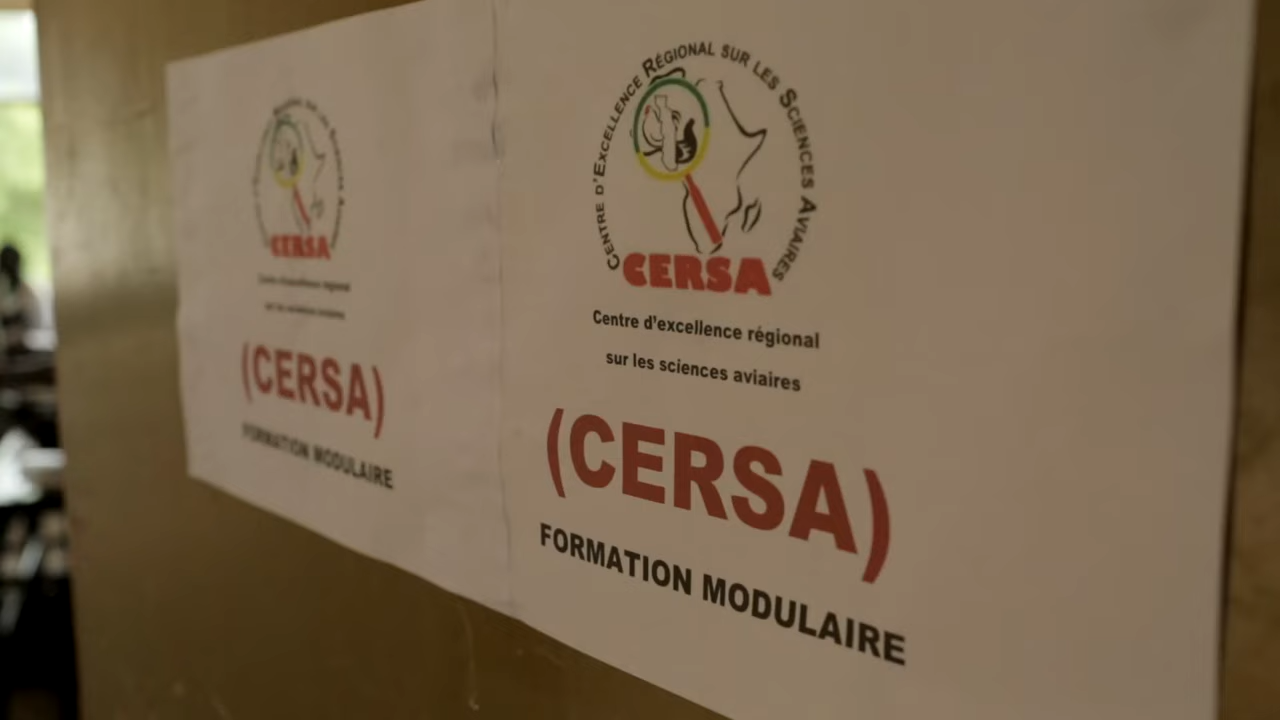 CERSA
(CERSA)
FORMATION MODULAIRE
CENTRE D'EXCELLENCE RÉGIONAL SUR LES SCIENCES AVIAIRES
CERSA
Centre d'excellence régional
sur les sciences aviaires
(CERSA)
FORMATION MODULAIRE